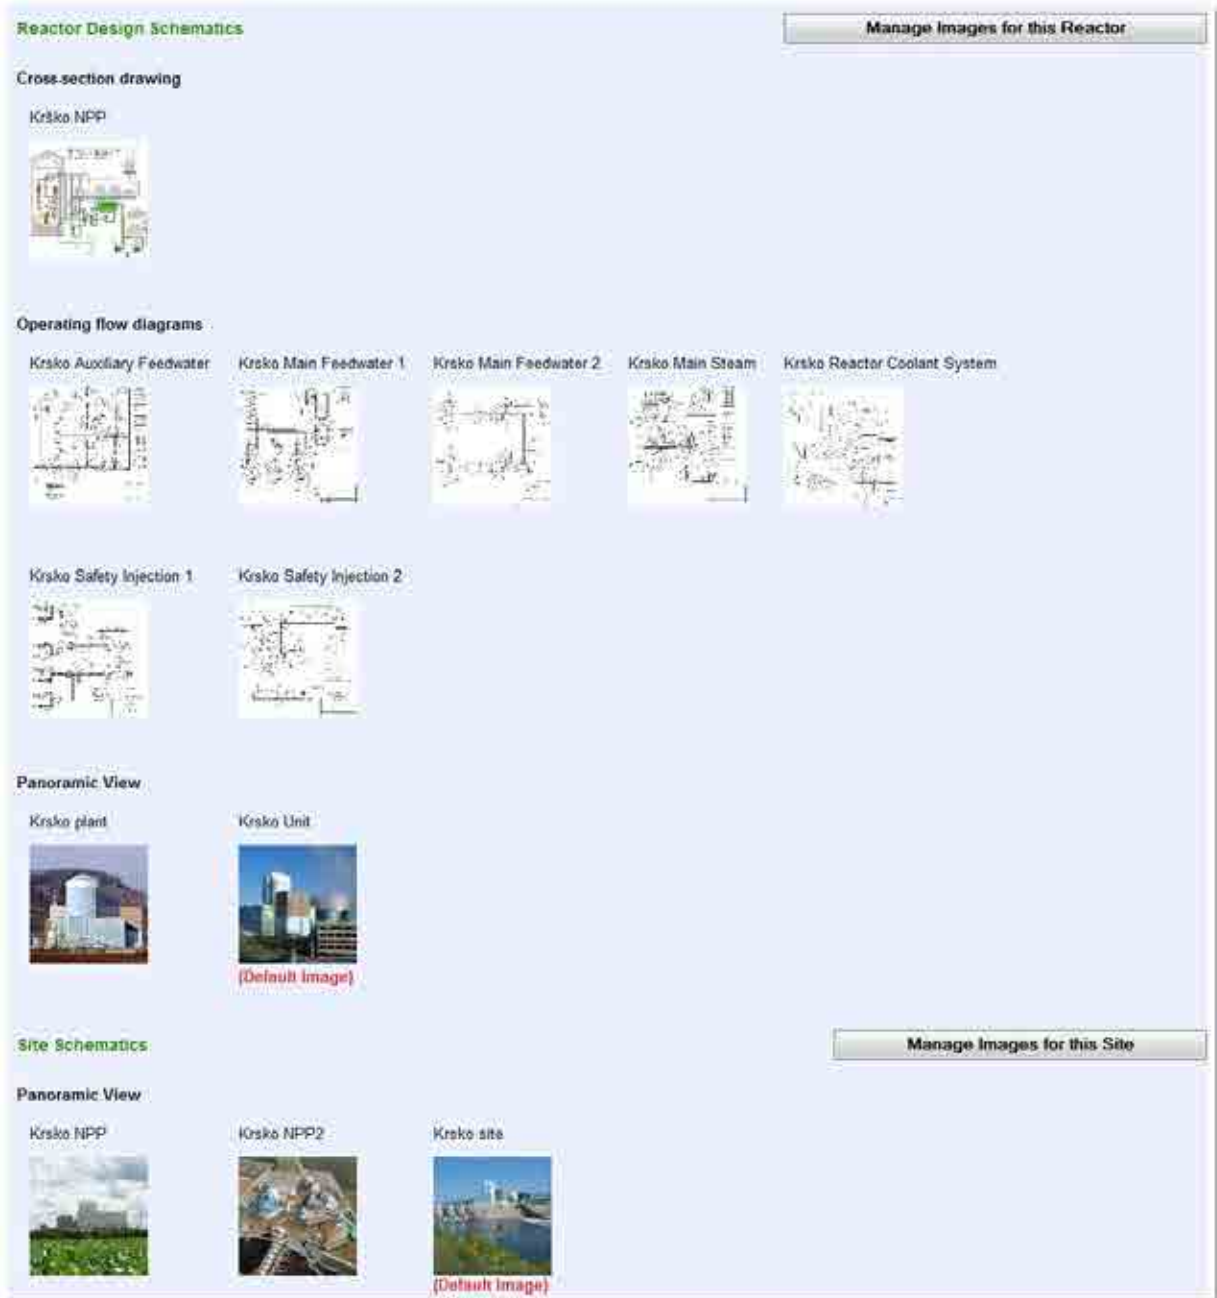 Reactor Design Schematics
Manage Images for this Reactor
Cross-section drawing
Krško NPP
Operating flow diagrams
Krsko Auxiliary Feedwater
Krsko Main Feedwater 1
Krsko Main Feedwater 2
Krsko Main Steam
Krsko Reactor Coolant System
Krsko Safety Injection 1
Krsko Safety Injection 2
Panoramic View
Krsko plant
Krsko Unit
(Default Image)
Site Schematics
Manage Images for this Site
Panoramic View
Krsko NPP
Krsko NPP2
Krsko site
(Default Image)